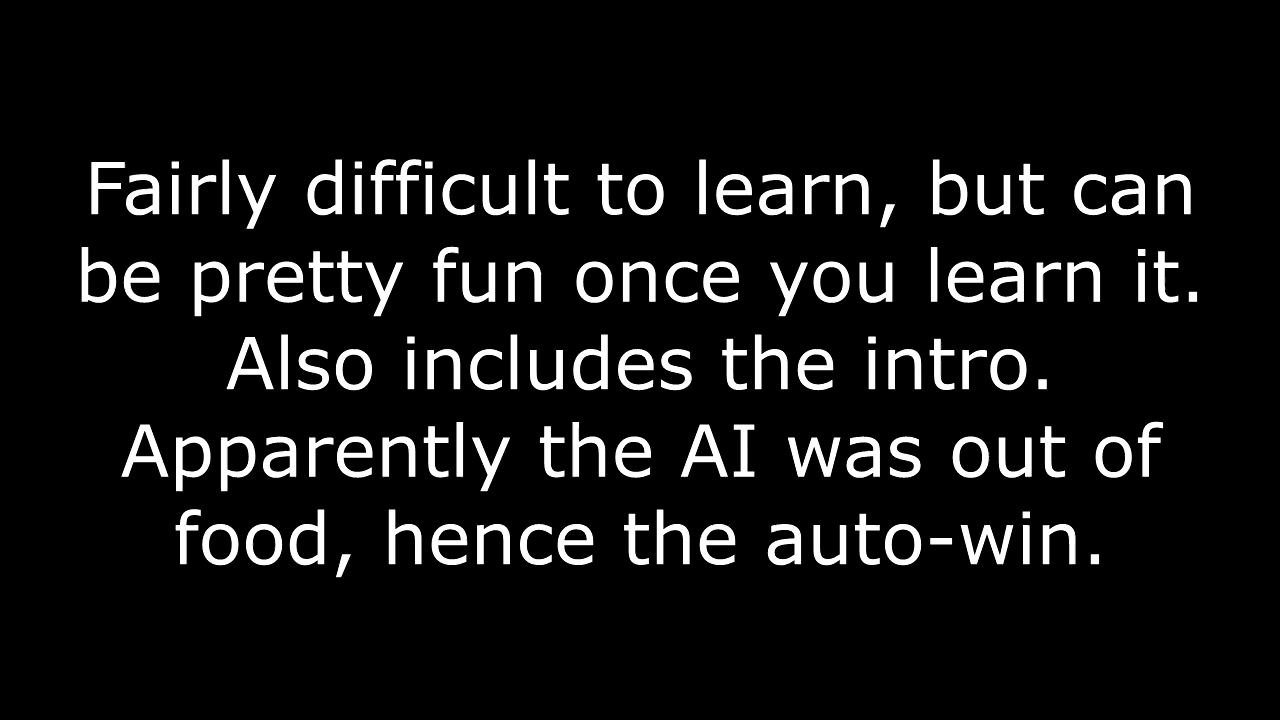 Fairly difficult to learn, but can
be pretty fun once you learn it.
Also includes the intro.
Apparently the AI was out of
food, hence the auto-win.